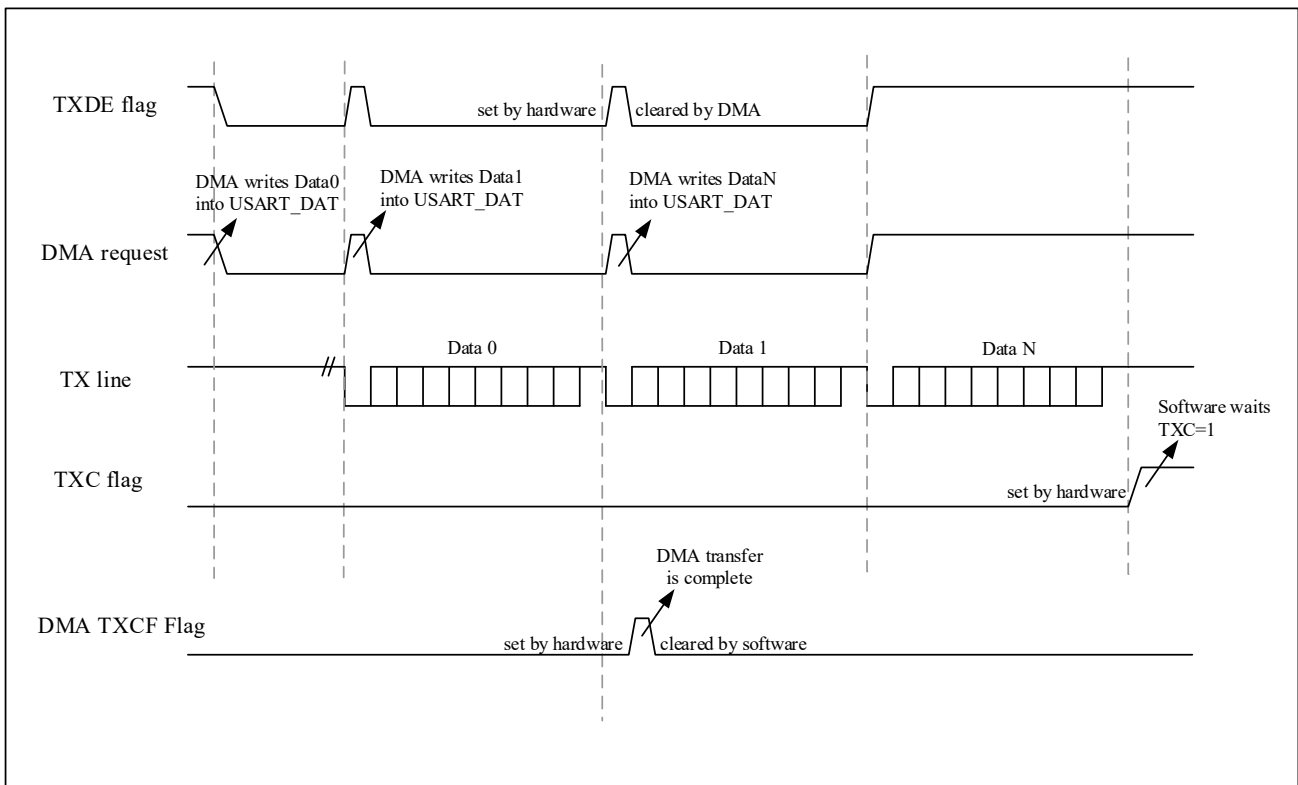 TXDE flag
set by hardware
cleared by DMA
DMA writes Data0
into USART_DAT
DMA writes Data1
into USART_DAT
DMA writes DataN
into USART_DAT
DMA request
Data 0
Data 1
Data N
TX line
Software waits
TXC=1
TXC flag
set by hardware
DMA transfer
is complete
DMA TXCF Flag
set by hardware
cleared by software